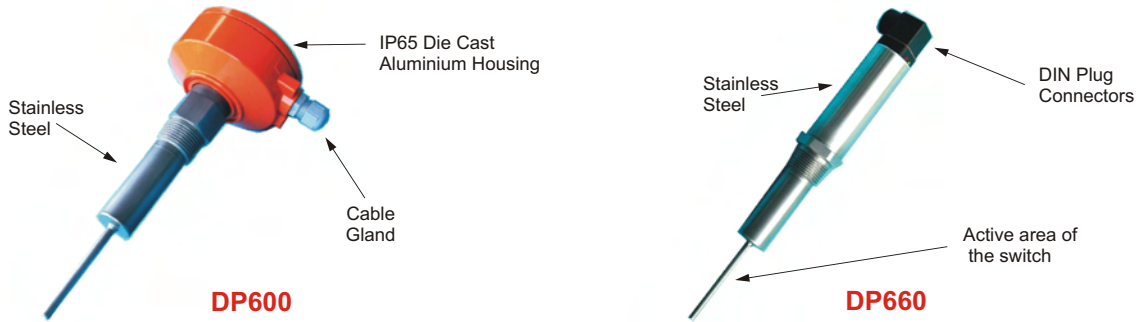 IP65 Die Cast
Aluminium Housing
Stainless
Steel
Cable
Gland
DP600
Stainless
Steel
DIN Plug
Connectors
Active area of
the switch
DP660